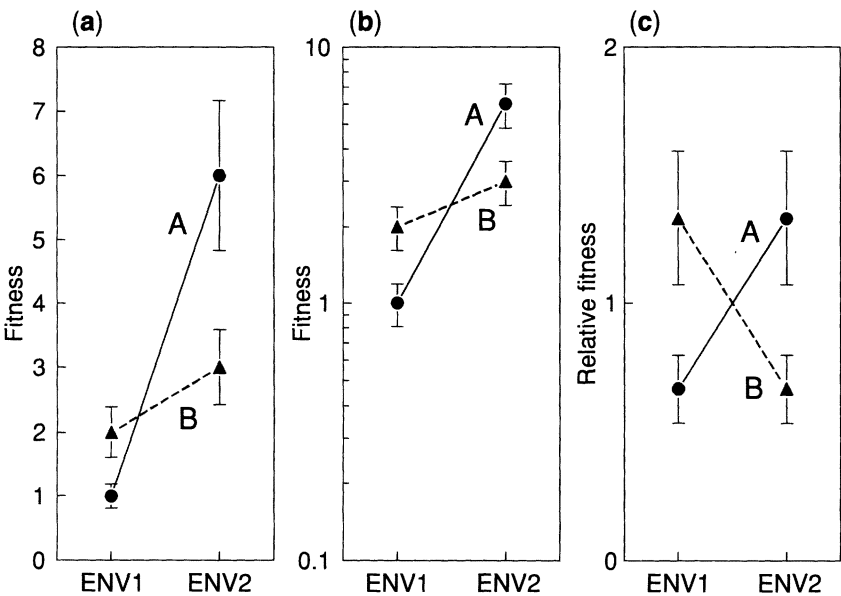 (a)
8
7
6
5
4
3
2
1
0
Fitness
A
B
ENV1 ENV2
(b)
10
1
0.1
Fitness
A
B
ENV1 ENV2
(c)
2
1
0
Relative fitness
A
B
ENV1 ENV2